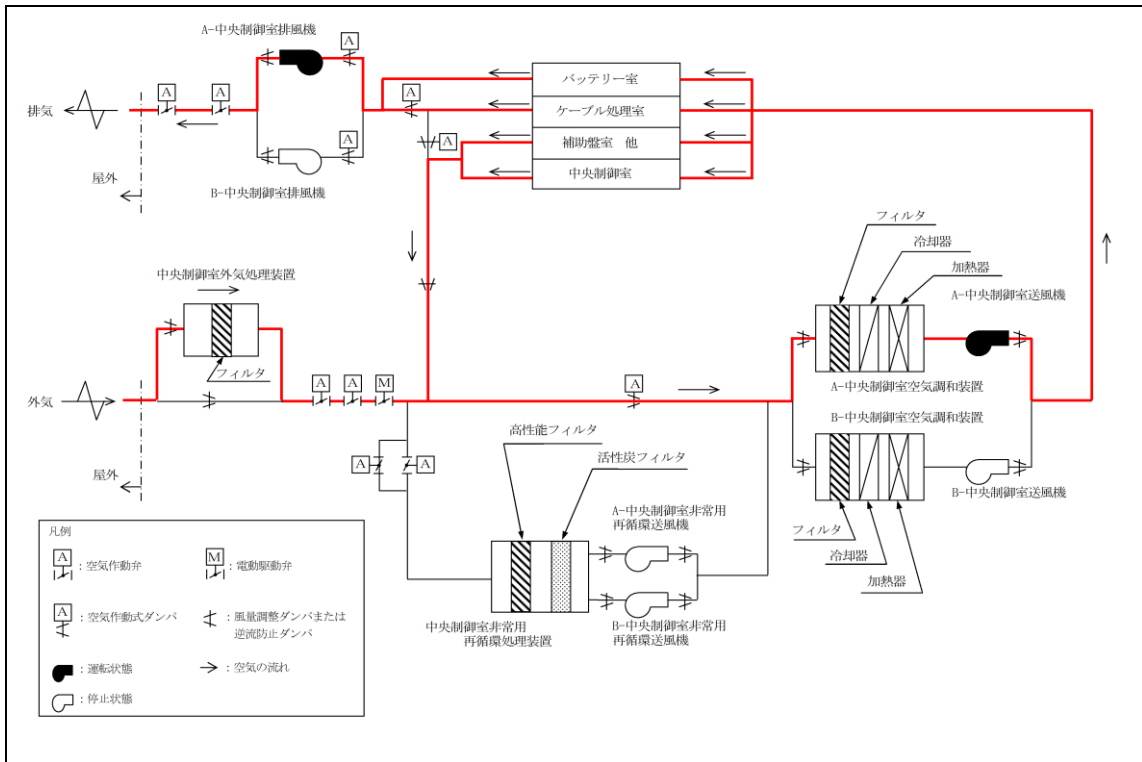 A-中央制御室排風機
A
A
A
A
排気
A
B-中央制御室排風機
屋外
A
バッテリー室
ケーブル処理室
補助盤室 他
中央制御室
フィルタ
冷却器
加熱器
A-中央制御室送風機
中央制御室外気処理装置
フィルタ
外気
A
A
M
A
屋外
A-中央制御室空気調和装置
B-中央制御室空気調和装置
B-中央制御室送風機
フィルタ
冷却器
加熱器
A
A
高性能フィルタ
活性炭フィルタ
A-中央制御室非常用
再循環送風機
中央制御室非常用
再循環処理装置
B-中央制御室非常用
再循環送風機
凡例
A
:空気作動弁
M
:電動駆動弁
A
:空気作動式ダンパ
:風量調整ダンパまたは
逆流防止ダンパ
:運転状態
:空気の流れ
:停止状態